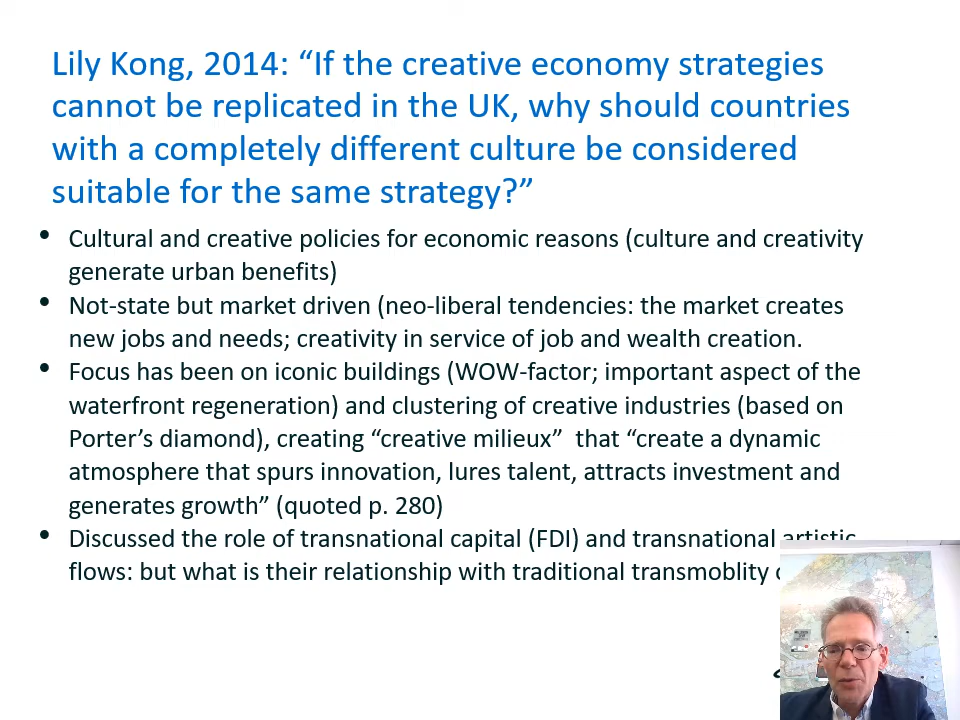 Lily Kong, 2014: “If the creative economy strategies
cannot be replicated in the UK, why should countries
with a completely different culture be considered
suitable for the same strategy?”
• Cultural and creative policies for economic reasons (culture and creativity
generate urban benefits)
• Not-state but market driven (neo-liberal tendencies: the market creates
new jobs and needs; creativity in service of job and wealth creation.
• Focus has been on iconic buildings (WOW-factor; important aspect of the
waterfront regeneration) and clustering of creative industries (based on
Porter’s diamond), creating “creative milieux” that “create a dynamic
atmosphere that spurs innovation, lures talent, attracts investment and
generates growth” (quoted p. 280)
• Discussed the role of transnational capital (FDI) and transnational artistic
flows: but what is their relationship with traditional transmoblity